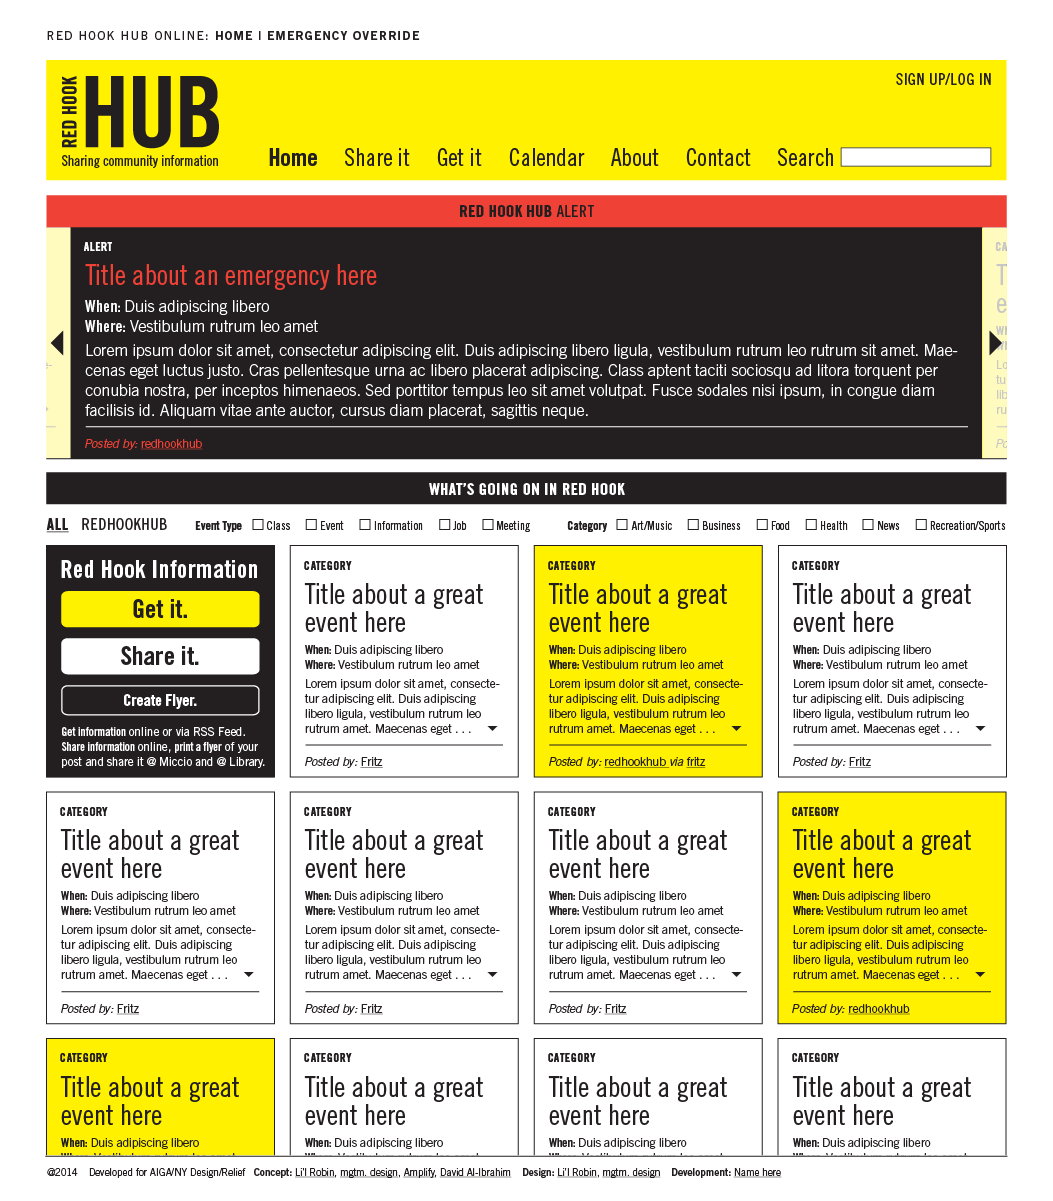 RED HOOK HUB ONLINE: HOME | EMERGENCY OVERRIDE
SIGN UP/LOG IN
RED HOOK
HUB
Sharing community information
Home Share it Get it Calendar About Contact Search
RED HOOK HUB ALERT
ALERT
Title about an emergency here
When: Duis adipiscing libero
Where: Vestibulum rutrum leo amet
Lorem ipsum dolor sit amet, consectetur adipiscing elit. Duis adipiscing libero ligula, vestibulum rutrum leo rutrum sit amet. Mae-
cenas eget luctus justo. Cras pellentesque urna ac libero placerat adipiscing. Class aptent taciti sociosqu ad litora torquent per
conubia nostra, per inceptos himenaeos. Sed porttitor tempus leo sit amet volutpat. Fusce sodales nisi ipsum, in congue diam
facilisis id. Aliquam vitae ante auctor, cursus diam placerat, sagittis neque.
Posted by: redhookhub
WHAT'S GOING ON IN RED HOOK
ALL REDHOOKHUB Event Type Class Event Information Job Meeting Category Art/Music Business Food Health News Recreation/Sports
Red Hook Information
Get it.
Share it.
Create Flyer.
Get information online or via RSS Feed.
Share information online, print a flyer of your
post and share it @ Miccio and @ Library.
CATEGORY
Title about a great
event here
When: Duis adipiscing libero
Where: Vestibulum rutrum leo amet
Lorem ipsum dolor sit amet, consecte-
tur adipiscing elit. Duis adipiscing
libero ligula, vestibulum rutrum leo
rutrum amet. Maecenas eget . . .
Posted by: Fritz
CATEGORY
Title about a great
event here
When: Duis adipiscing libero
Where: Vestibulum rutrum leo amet
Lorem ipsum dolor sit amet, consecte-
tur adipiscing elit. Duis adipiscing
libero ligula, vestibulum rutrum leo
rutrum amet. Maecenas eget . . .
Posted by: redhookhub via fritz
CATEGORY
Title about a great
event here
When: Duis adipiscing libero
Where: Vestibulum rutrum leo amet
Lorem ipsum dolor sit amet, consecte-
tur adipiscing elit. Duis adipiscing
libero ligula, vestibulum rutrum leo
rutrum amet. Maecenas eget . . .
Posted by: Fritz
CATEGORY
Title about a great
event here
When: Duis adipiscing libero
Where: Vestibulum rutrum leo amet
Lorem ipsum dolor sit amet, consecte-
tur adipiscing elit. Duis adipiscing
libero ligula, vestibulum rutrum leo
rutrum amet. Maecenas eget . . .
Posted by: Fritz
CATEGORY
Title about a great
event here
When: Duis adipiscing libero
Where: Vestibulum rutrum leo amet
Lorem ipsum dolor sit amet, consecte-
tur adipiscing elit. Duis adipiscing
libero ligula, vestibulum rutrum leo
rutrum amet. Maecenas eget . . .
Posted by: Fritz
CATEGORY
Title about a great
event here
When: Duis adipiscing libero
Where: Vestibulum rutrum leo amet
Lorem ipsum dolor sit amet, consecte-
tur adipiscing elit. Duis adipiscing
libero ligula, vestibulum rutrum leo
rutrum amet. Maecenas eget . . .
Posted by: Fritz
CATEGORY
Title about a great
event here
When: Duis adipiscing libero
Where: Vestibulum rutrum leo amet
Lorem ipsum dolor sit amet, consecte-
tur adipiscing elit. Duis adipiscing
libero ligula, vestibulum rutrum leo
rutrum amet. Maecenas eget . . .
Posted by: redhookhub
CATEGORY
Title about a great
event here
When: Duis adipiscing libero
CATEGORY
Title about a great
event here
When: Duis adipiscing libero
CATEGORY
Title about a great
event here
When: Duis adipiscing libero
CATEGORY
Title about a great
event here
When: Duis adipiscing libero
@2014 Developed for AIGA/NY Design/Relief Concept: Li'l Robin, mgtm. design, Amplify, David Al-Ibrahim Design: Li'l Robin, mgtm. design Development: Name here